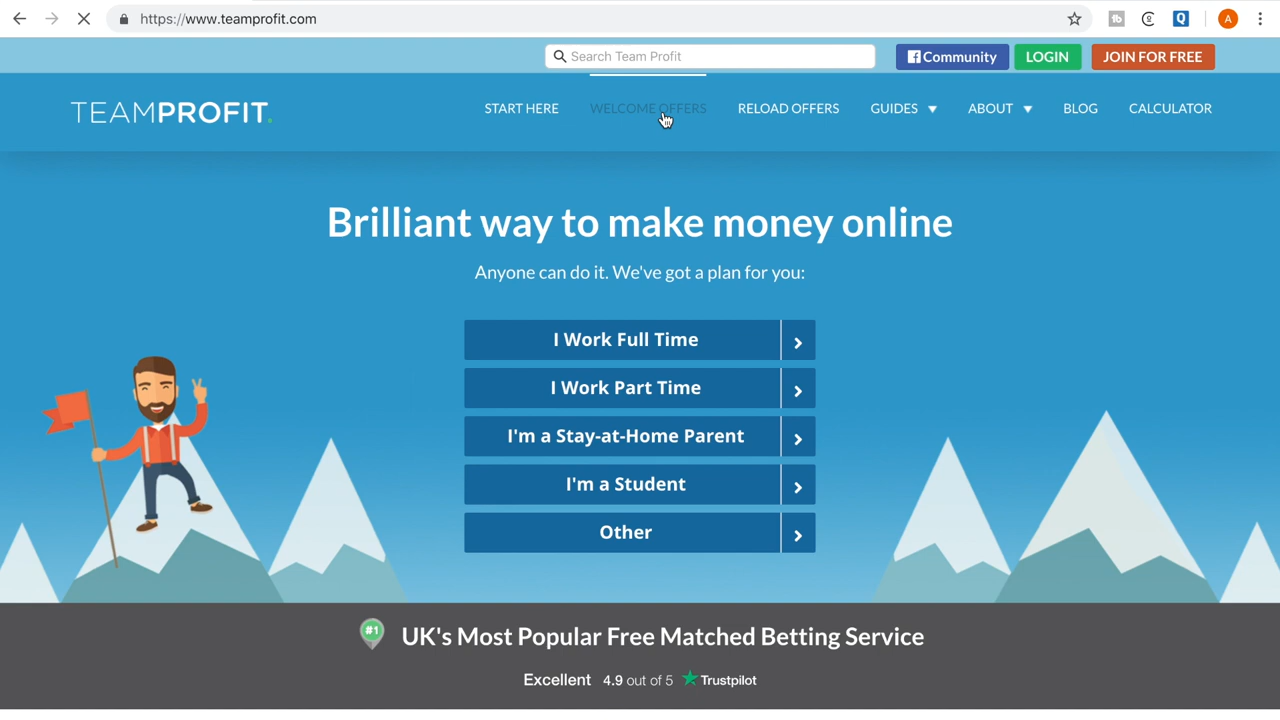 https://www.teamprofit.com
A
Search Team Profit
Community
LOGIN
JOIN FOR FREE
TEAMPROFIT.
START HERE
WELCOME OFFERS
RELOAD OFFERS
GUIDES
ABOUT
BLOG
CALCULATOR
Brilliant way to make money online
Anyone can do it. We've got a plan for you:
I Work Full Time
I Work Part Time
I'm a Stay-at-Home Parent
I'm a Student
Other
#1
UK's Most Popular Free Matched Betting Service
Excellent 4.9 out of 5 Trustpilot